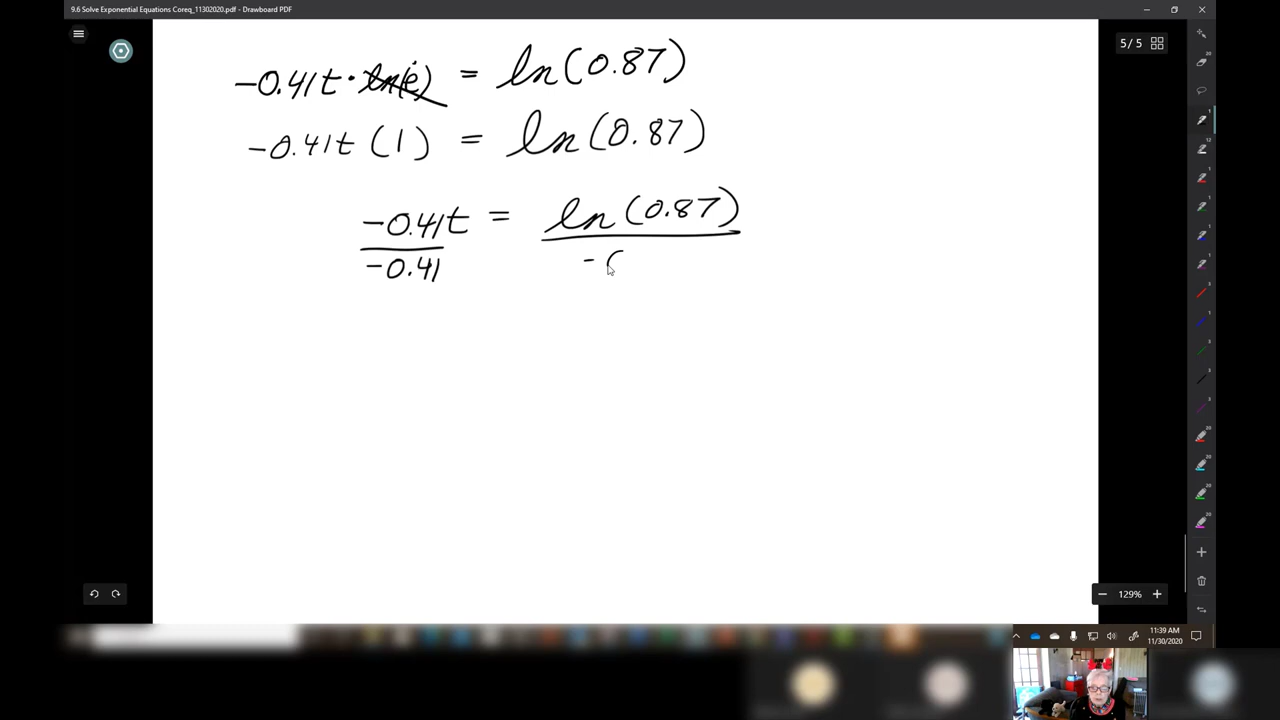 9.6 Solve Exponential Equations Coreq_11302020.pdf - Drawboard PDF
5/5
-0.41t · ln(e) = ln(0.87)
-0.41t (1) = ln(0.87)
-0.41t = ln(0.87)
-0.41 -0
129%
11:39 AM
11/30/2020